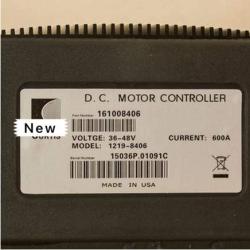 D.C. MOTOR CONTROLLER
New
CURTIS
Part Number 161008406
VOLTGE: 36-48V CURRENT: 600A
MODEL: 1219-8406
Serial Number 15036P.01091C
MADE IN USA